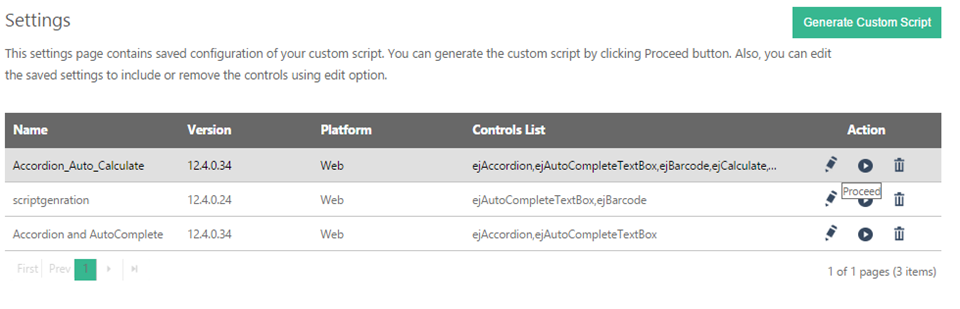 Settings
Generate Custom Script
This settings page contains saved configuration of your custom script. You can generate the custom script by clicking Proceed button. Also, you can edit
the saved settings to include or remove the controls using edit option.
Name Version Platform Controls List Action
Accordion_Auto_Calculate 12.4.0.34 Web ejAccordion,ejAutoCompleteTextBox,ejBarcode,ejCalculate,...
Proceed
scriptgenration 12.4.0.24 Web ejAutoCompleteTextBox,ejBarcode
Accordion and AutoComplete 12.4.0.34 Web ejAccordion,ejAutoCompleteTextBox
First Prev 1
1 of 1 pages (3 items)